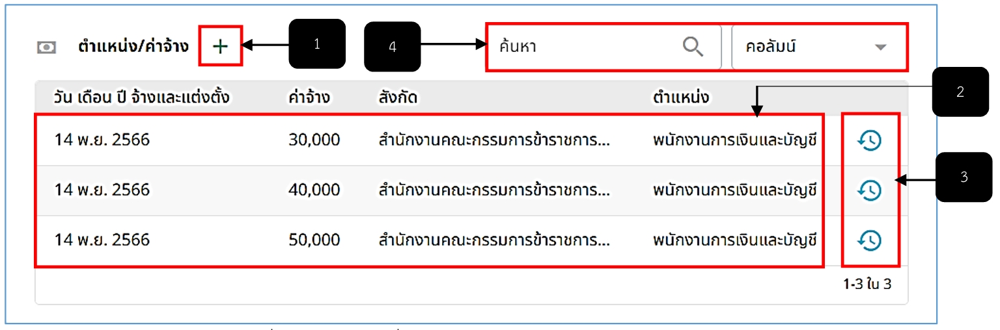 ตำแหน่ง/ค่าจ้าง + 1 4 ค้นหา คอลัมน์
2
วัน เดือน ปี จ้างและแต่งตั้ง ค่าจ้าง สังกัด ตำแหน่ง
14 พ.ย. 2566 30,000 สำนักงานคณะกรรมการข้าราชการ... พนักงานการเงินและบัญชี
3
14 พ.ย. 2566 40,000 สำนักงานคณะกรรมการข้าราชการ... พนักงานการเงินและบัญชี
14 พ.ย. 2566 50,000 สำนักงานคณะกรรมการข้าราชการ... พนักงานการเงินและบัญชี
1-3 ใน 3